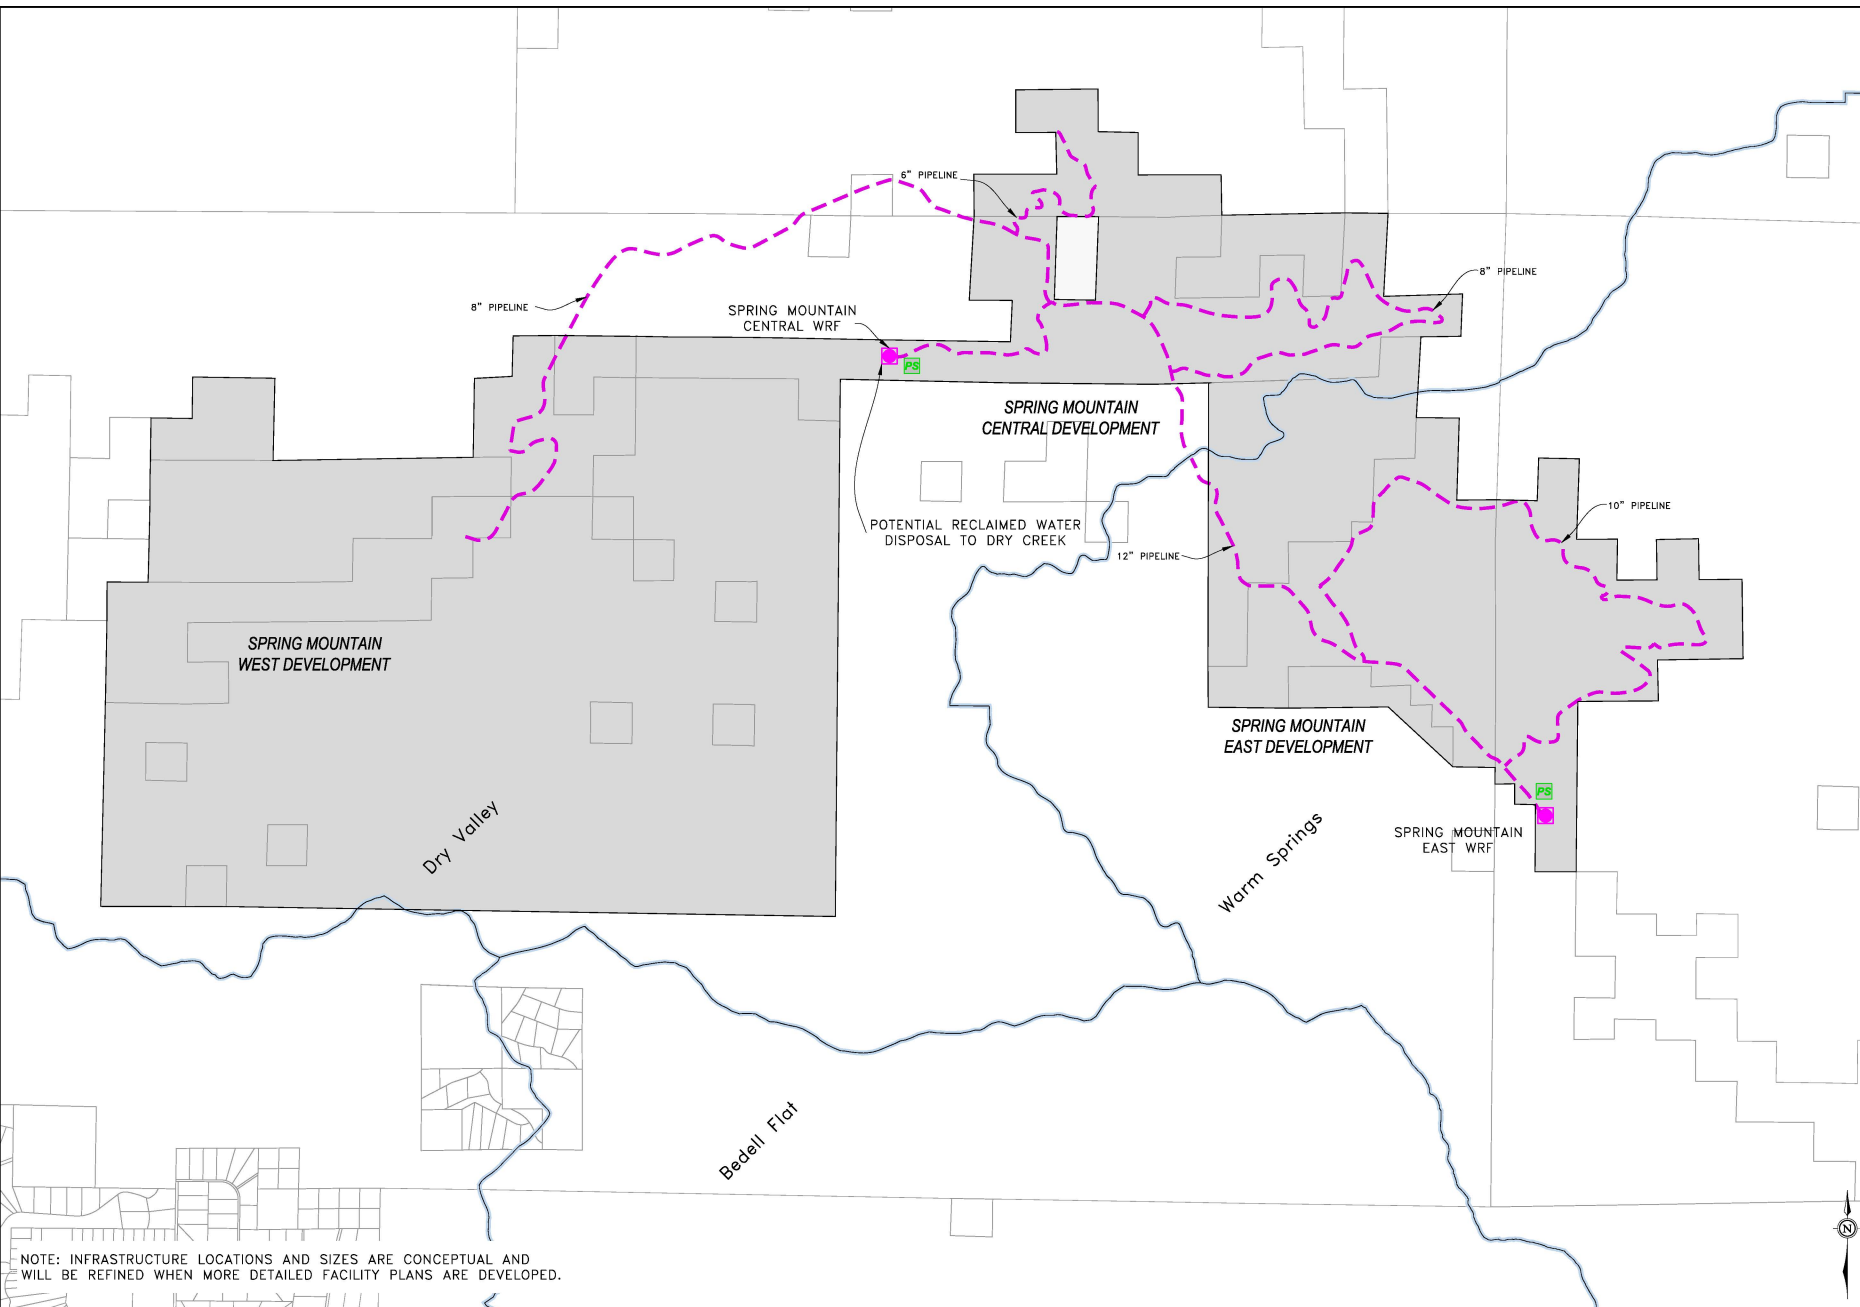 6" PIPELINE
8" PIPELINE
8" PIPELINE
SPRING MOUNTAIN
CENTRAL WRF
PS
SPRING MOUNTAIN
CENTRAL DEVELOPMENT
POTENTIAL RECLAIMED WATER
DISPOSAL TO DRY CREEK
10" PIPELINE
12" PIPELINE
SPRING MOUNTAIN
WEST DEVELOPMENT
SPRING MOUNTAIN
EAST DEVELOPMENT
PS
SPRING MOUNTAIN
EAST WRF
Dry Valley
Warm Springs
Bedell Flat
N
NOTE: INFRASTRUCTURE LOCATIONS AND SIZES ARE CONCEPTUAL AND
WILL BE REFINED WHEN MORE DETAILED FACILITY PLANS ARE DEVELOPED.